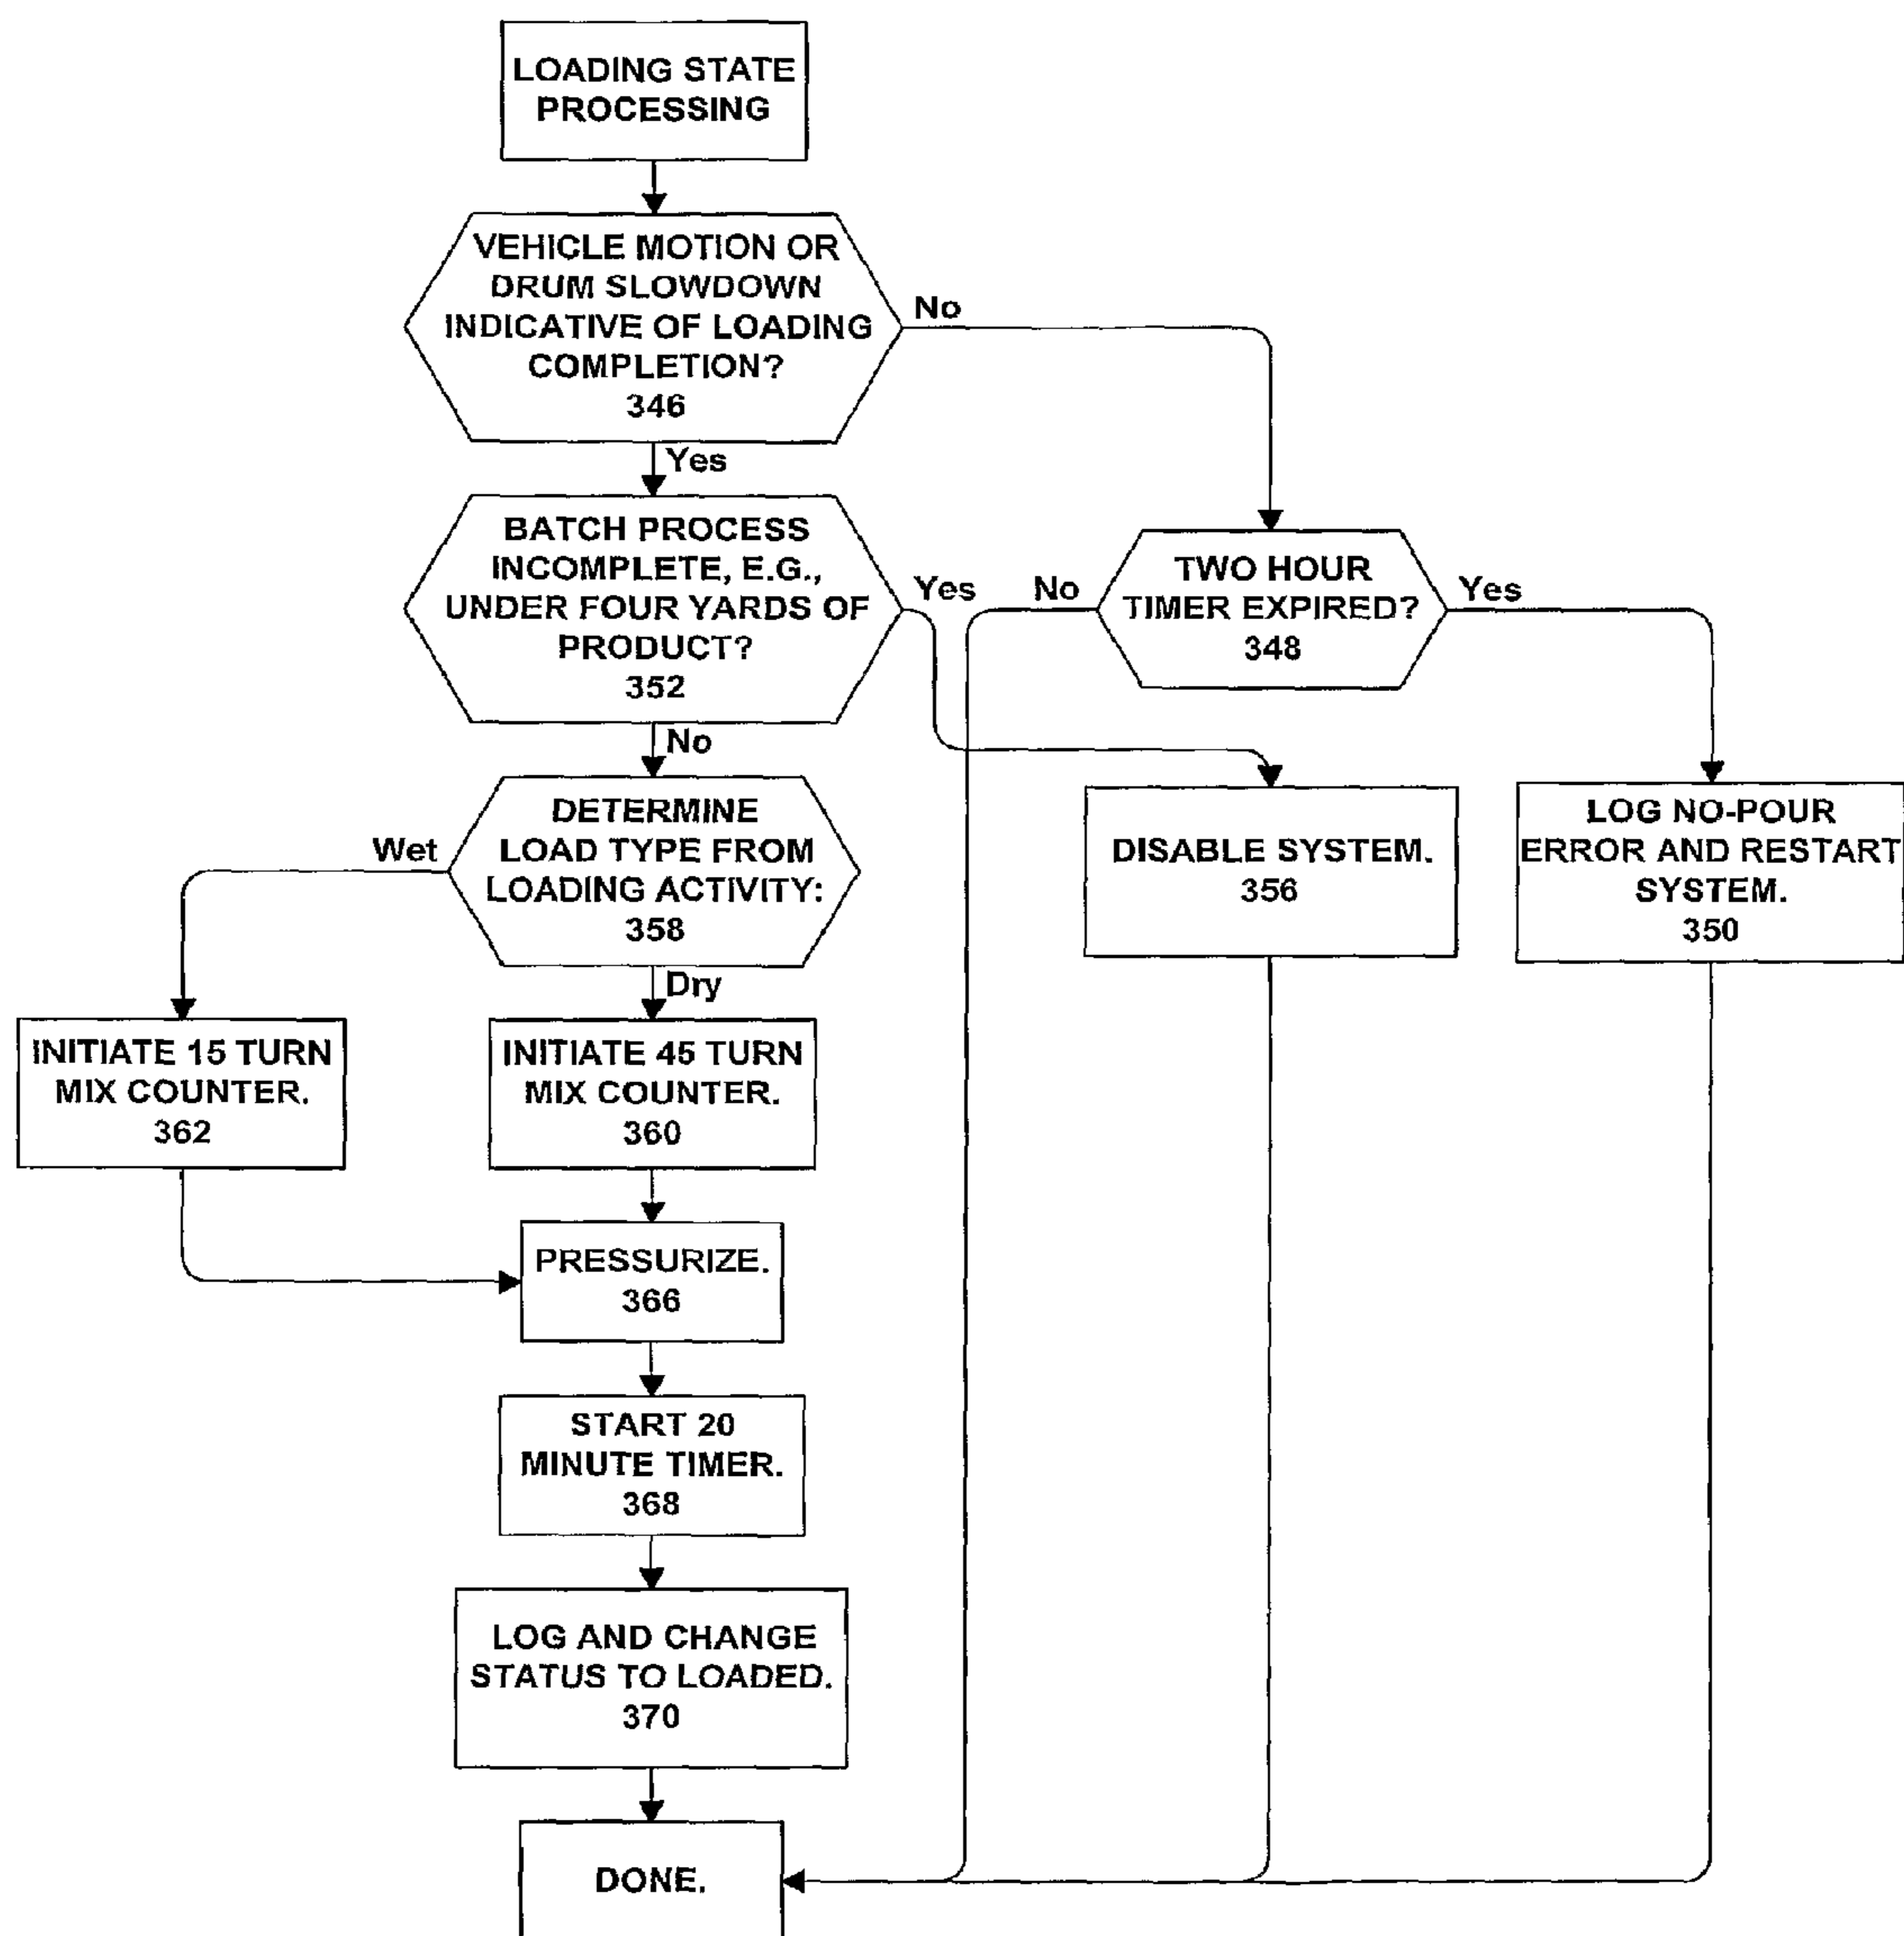 LOADING STATE
PROCESSING
VEHICLE MOTION OR
DRUM SLOWDOWN
INDICATIVE OF LOADING
COMPLETION?
346
No
Yes
BATCH PROCESS
INCOMPLETE, E.G.,
UNDER FOUR YARDS OF
PRODUCT?
352
Yes
No
TWO HOUR
TIMER EXPIRED?
348
No
Yes
DETERMINE
LOAD TYPE FROM
LOADING ACTIVITY:
358
Wet
Dry
DISABLE SYSTEM.
356
LOG NO-POUR
ERROR AND RESTART
SYSTEM.
350
INITIATE 15 TURN
MIX COUNTER.
362
INITIATE 45 TURN
MIX COUNTER.
360
PRESSURIZE.
366
START 20
MINUTE TIMER.
368
LOG AND CHANGE
STATUS TO LOADED.
370
DONE.